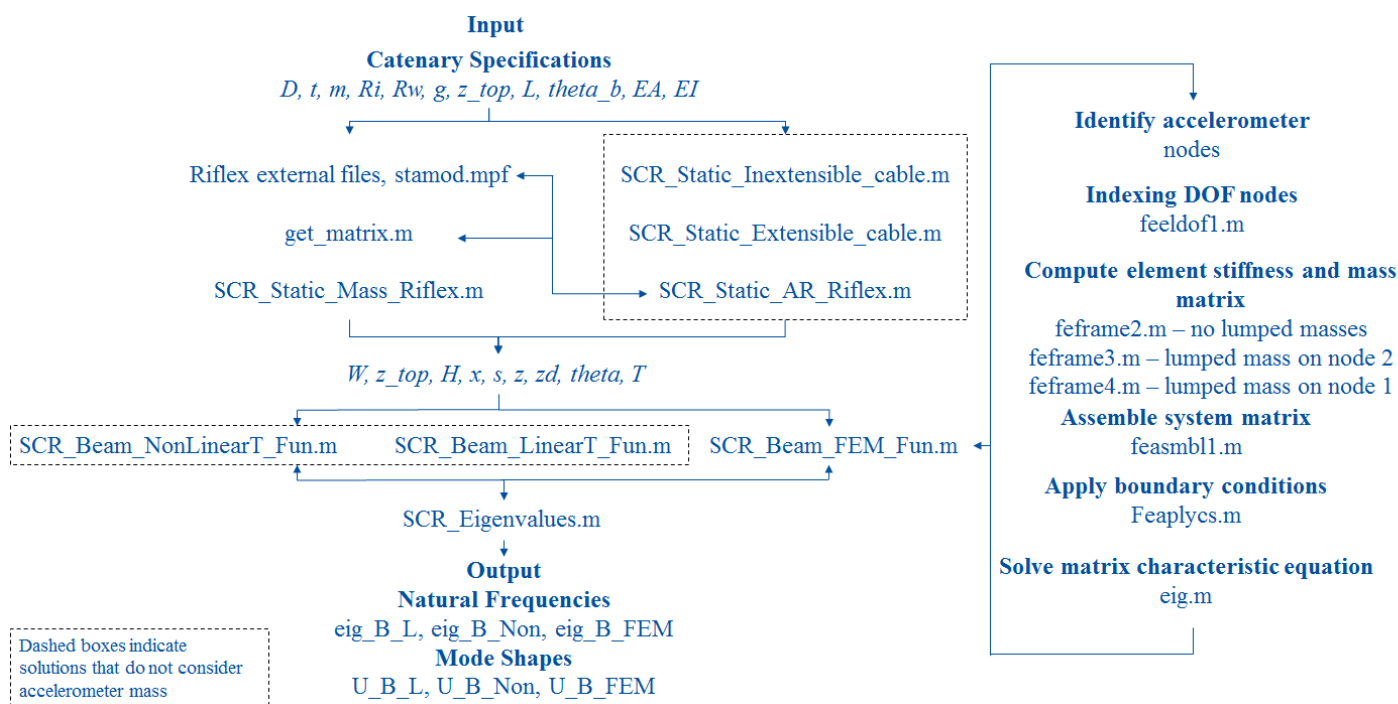 Input
Catenary Specifications
D, t, m, Ri, Rw, g, z_top, L, theta_b, EA, EI
Riflex external files, stamod.mpf
get_matrix.m
SCR_Static_Mass_Riflex.m
SCR_Static_Inextensible_cable.m
SCR_Static_Extensible_cable.m
SCR_Static_AR_Riflex.m
W, z_top, H, x, s, z, zd, theta, T
SCR_Beam_NonLinearT_Fun.m
SCR_Beam_LinearT_Fun.m
SCR_Beam_FEM_Fun.m
SCR_Eigenvalues.m
Output
Natural Frequencies
eig_B_L, eig_B_Non, eig_B_FEM
Mode Shapes
U_B_L, U_B_Non, U_B_FEM
Dashed boxes indicate
solutions that do not consider
accelerometer mass
Identify accelerometer
nodes
Indexing DOF nodes
feeldof1.m
Compute element stiffness and mass
matrix
feframe2.m – no lumped masses
feframe3.m – lumped mass on node 2
feframe4.m – lumped mass on node 1
Assemble system matrix
feasmbl1.m
Apply boundary conditions
Feaplycs.m
Solve matrix characteristic equation
eig.m